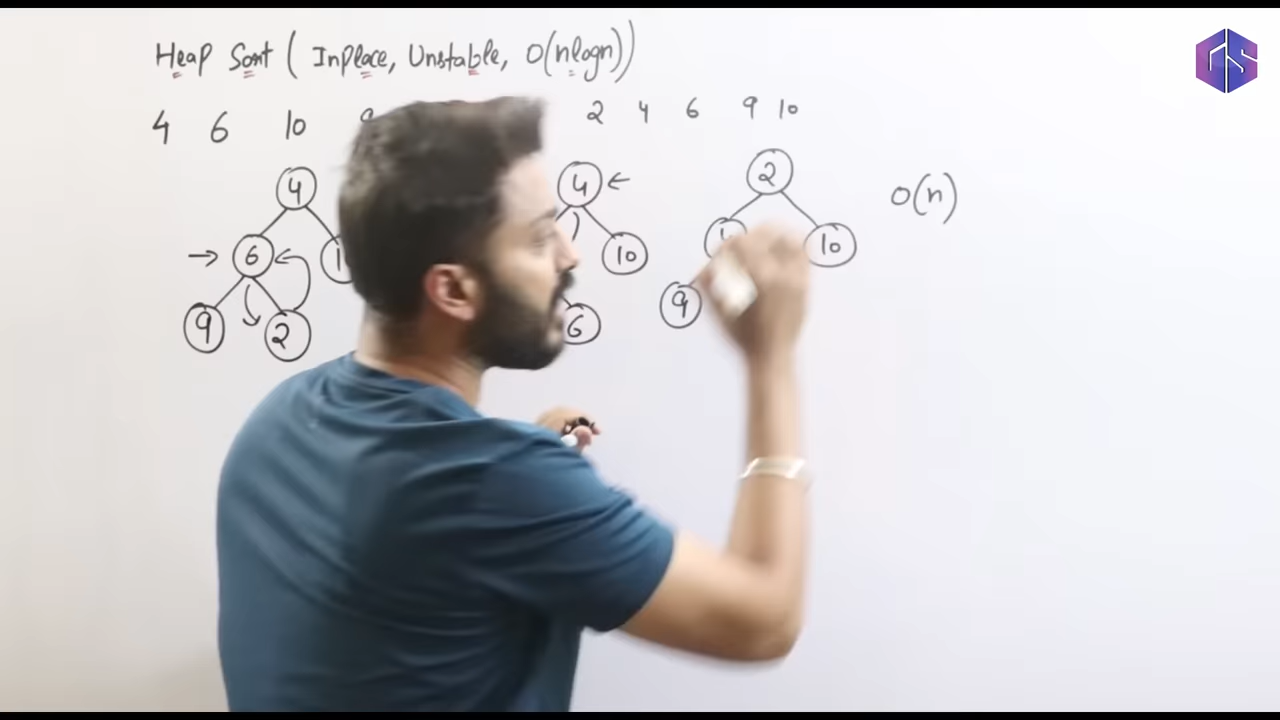 Heap Sort ( Inplace, Unstable, O(nlogn))
4 6 10 2 4 6 9 10
4 4 2 O(n)
6 10 10
9 2 6 9
GS